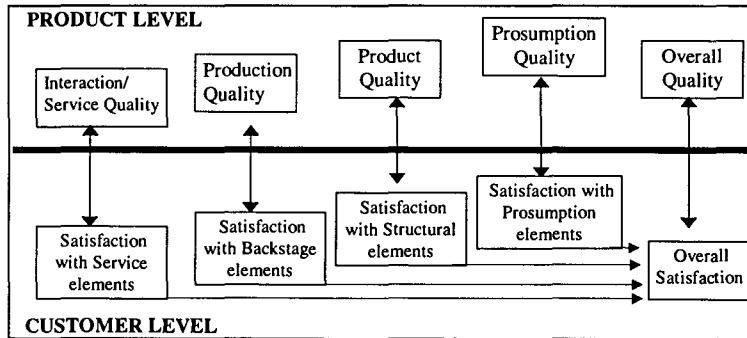 PRODUCT LEVEL
Interaction/
Service Quality
Production
Quality
Product
Quality
Prosumption
Quality
Overall
Quality
Satisfaction
with Service
elements
Satisfaction
with Backstage
elements
Satisfaction
with Structural
elements
Satisfaction with
Prosumption
elements
Overall
Satisfaction
CUSTOMER LEVEL